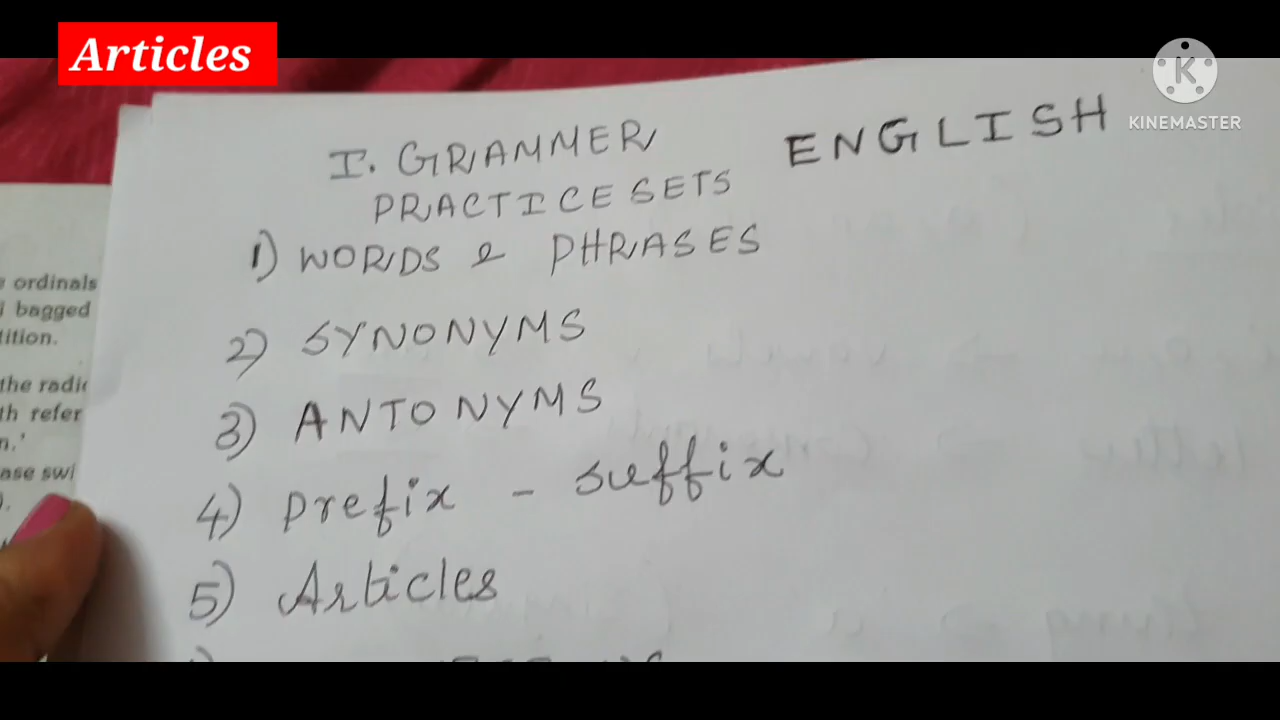 Articles
KINEMASTER
ENGLISH
I. GRAMMER
PRACTICE SETS
1) WORDS & PHRASES
2) SYNONYMS
3) ANTONYMS
4) Prefix - suffix
5) Articles
ordinals
bagged
tition.
the radi
th refer
n.'
ase swi